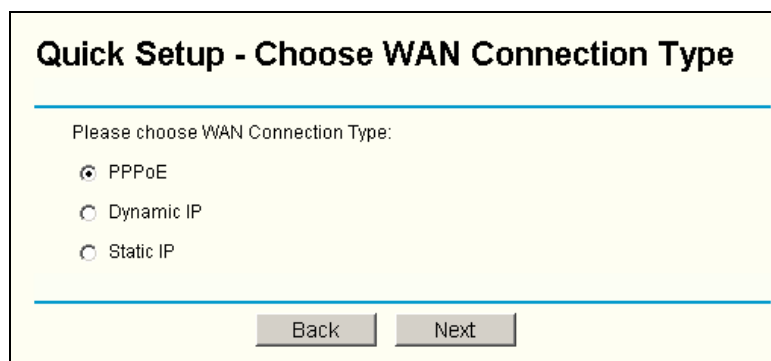 Quick Setup - Choose WAN Connection Type
Please choose WAN Connection Type:
PPPoE
Dynamic IP
Static IP
Back Next